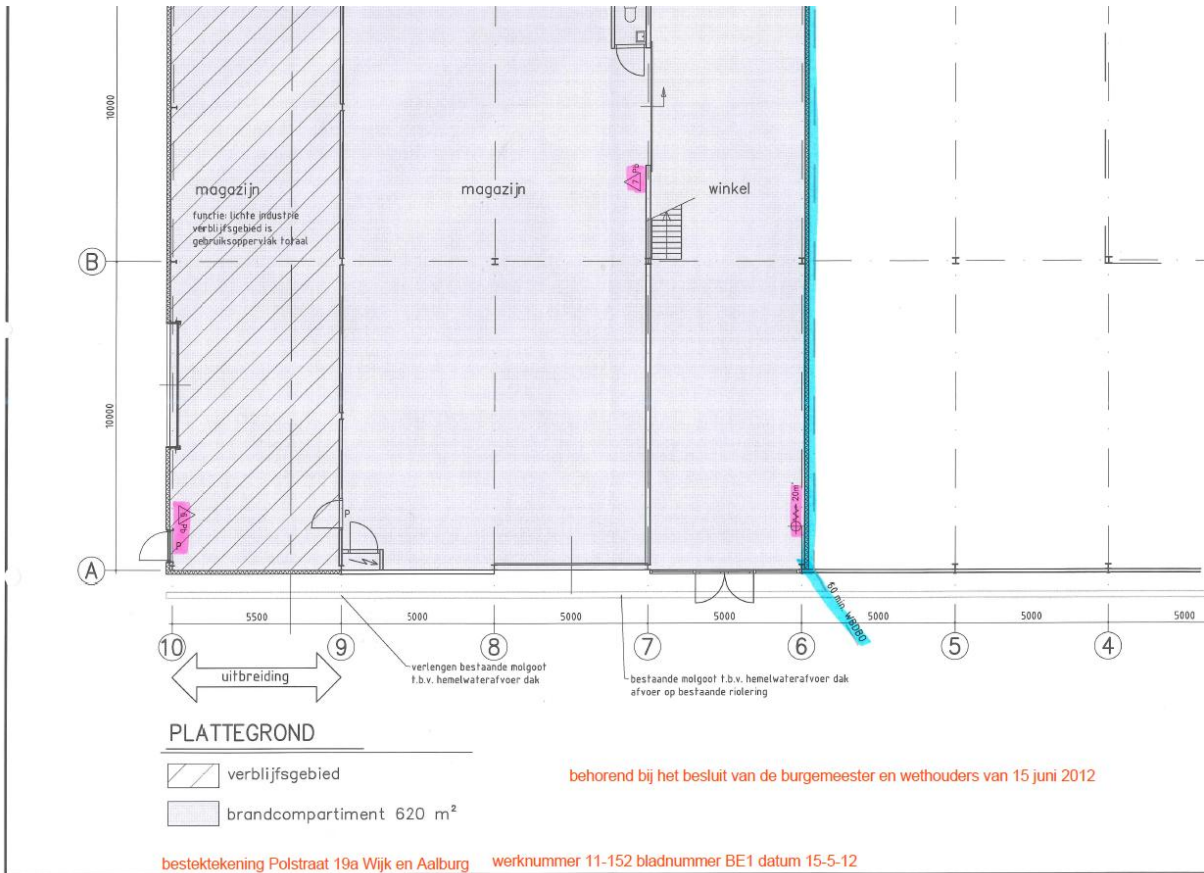 10000
magazijn
functie: lichte industrie
verblijfsgebied is
gebruiksoppervlak totaal
magazijn
winkel
B
10000
P
20m
A
60 min. WBDBO
5500
5000
5000
5000
5000
5000
10
9
8
7
6
5
4
uitbreiding
verlengen bestaande molgoot
t.b.v. hemelwaterafvoer dak
bestaande molgoot t.b.v. hemelwaterafvoer dak
afvoer op bestaande riolering
PLATTEGROND
verblijfsgebied
brandcompartiment 620 m²
behorend bij het besluit van de burgemeester en wethouders van 15 juni 2012
bestektekening Polstraat 19a Wijk en Aalburg
werknummer 11-152 bladnummer BE1 datum 15-5-12